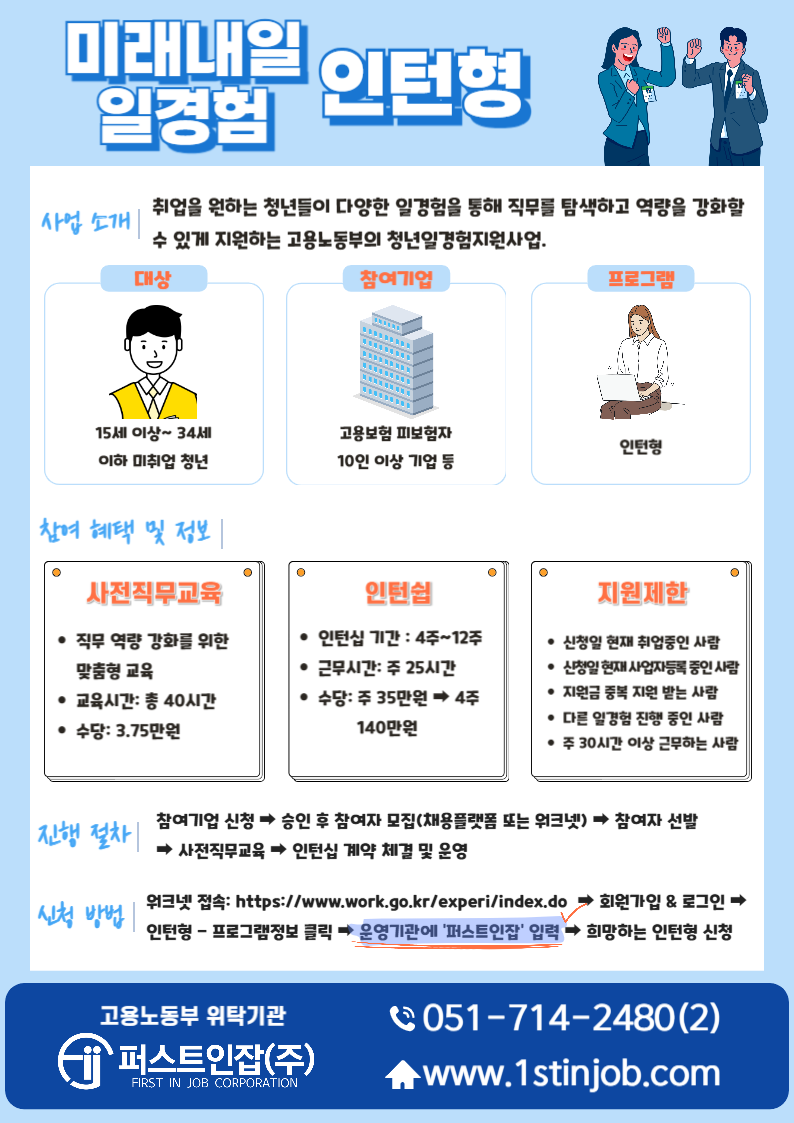 미래내일
일경험
인턴형
사업 소개
취업을 원하는 청년들이 다양한 일경험을 통해 직무를 탐색하고 역량을 강화할
수 있게 지원하는 고용노동부의 청년일경험지원사업.
대상
15세 이상~ 34세
이하 미취업 청년
참여기업
고용보험 피보험자
10인 이상 기업 등
프로그램
인턴형
참여 혜택 및 정보
사전직무교육
• 직무 역량 강화를 위한
맞춤형 교육
• 교육시간: 총 40시간
• 수당: 3.75만원
인턴쉽
• 인턴십 기간 : 4주~12주
• 근무시간: 주 25시간
• 수당: 주 35만원 ➡ 4주
140만원
지원제한
• 신청일 현재 취업중인 사람
• 신청일 현재 사업자등록 중인 사람
• 지원금 중복 지원 받는 사람
• 다른 일경험 진행 중인 사람
• 주 30시간 이상 근무하는 사람
진행 절차
참여기업 신청 ➡ 승인 후 참여자 모집(채용플랫폼 또는 워크넷) ➡ 참여자 선발
➡ 사전직무교육 ➡ 인턴십 계약 체결 및 운영
신청 방법
워크넷 접속: https://www.work.go.kr/experi/index.do ➡ 회원가입 & 로그인 ➡
인턴형 - 프로그램정보 클릭 ➡ 운영기관에 '퍼스트인잡' 입력 ➡ 희망하는 인턴형 신청
고용노동부 위탁기관
퍼스트인잡(주)
FIRST IN JOB CORPORATION
051-714-2480(2)
www.1stinjob.com